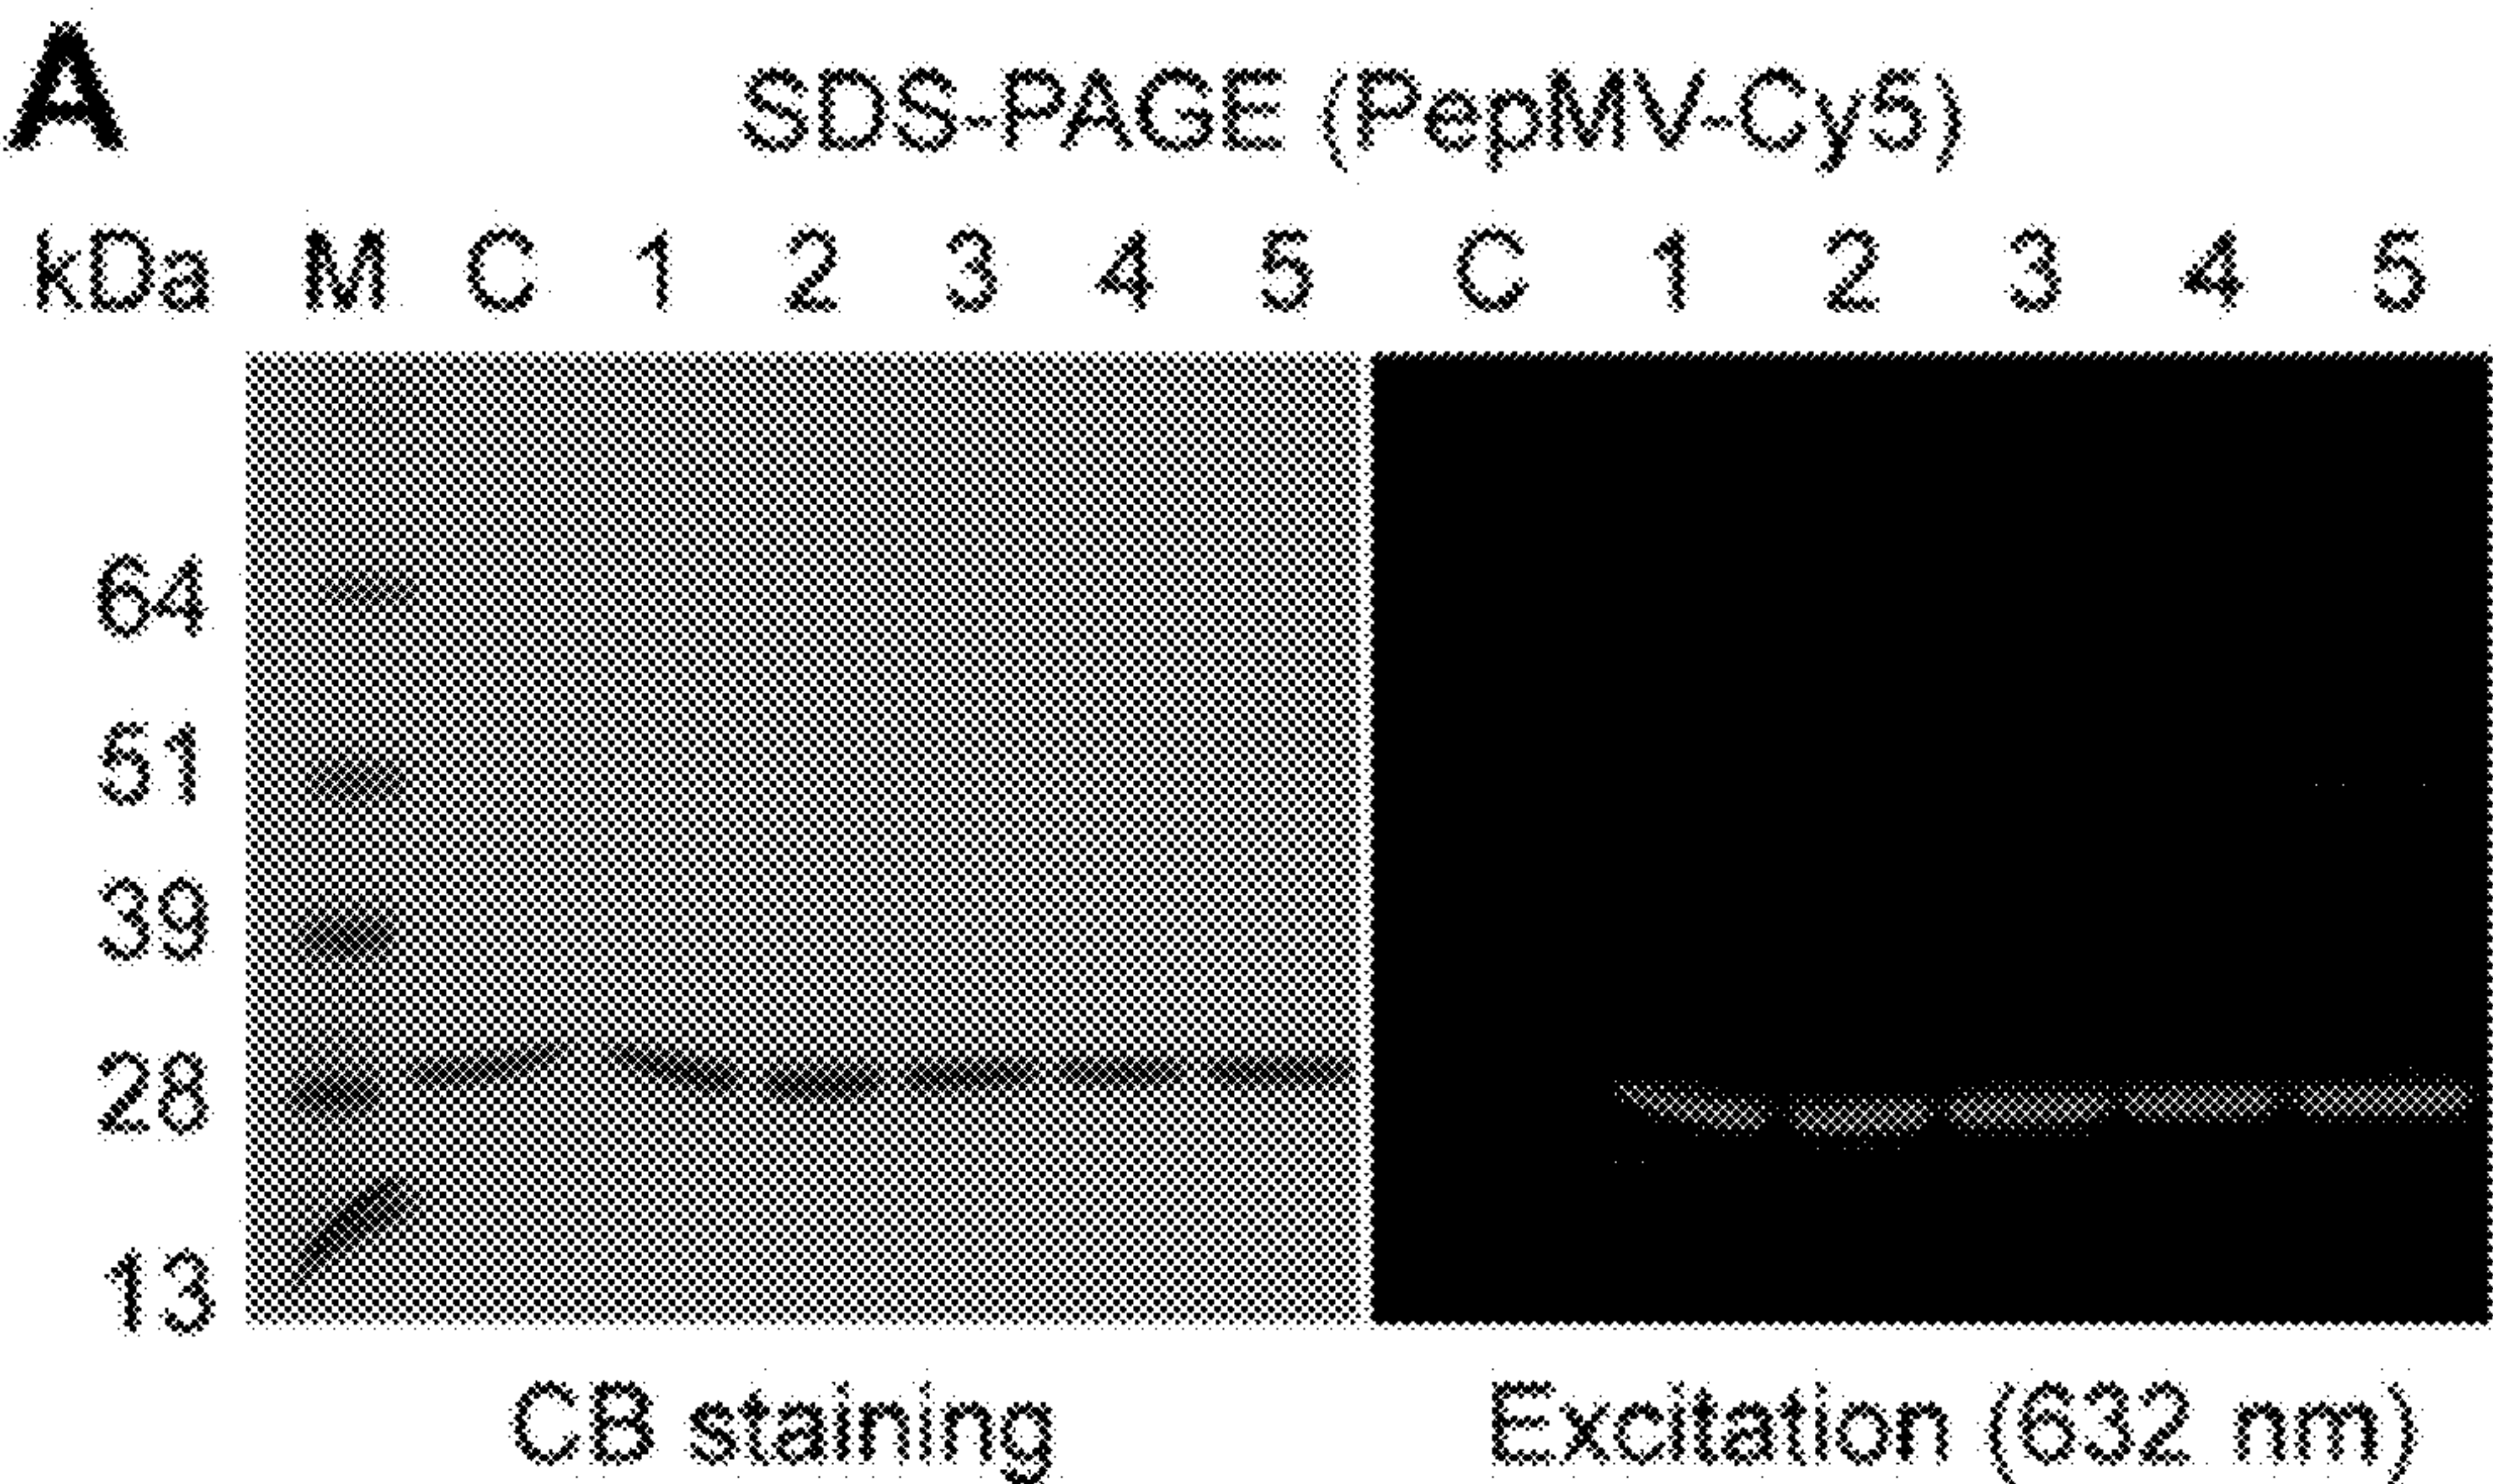 A
SDS-PAGE (PepMV-Cy5)
kDa M C 1 2 3 4 5 C 1 2 3 4 5
64
51
39
28
13
CB staining Excitation (632 nm)